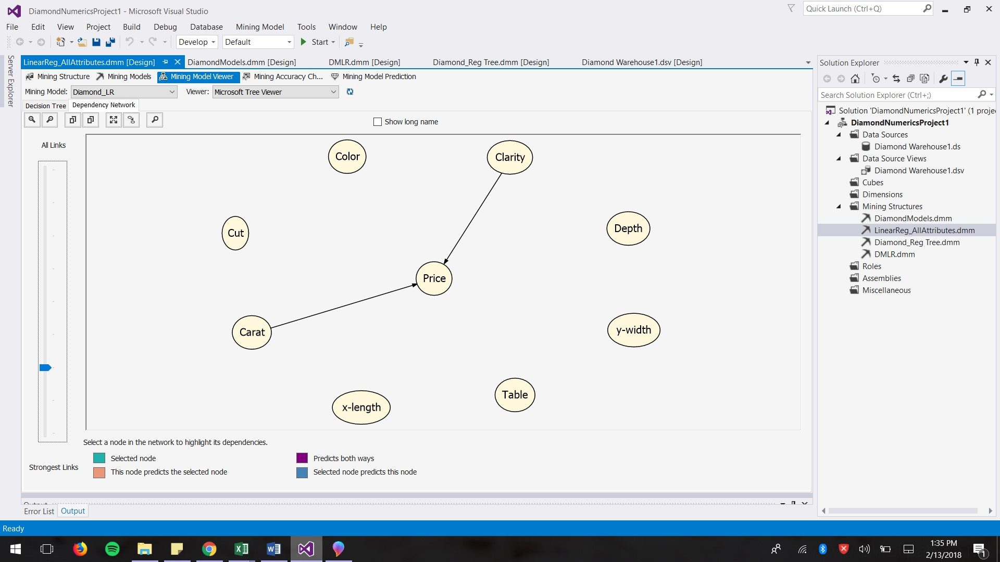 DiamondNumericsProject1 - Microsoft Visual Studio
Quick Launch (Ctrl+Q)
File Edit View Project Build Debug Database Mining Model Tools Window Help
Develop Default Start
Server Explorer
LinearReg_AllAttributes.dmm [Design] DiamondModels.dmm [Design] DMLR.dmm [Design] Diamond_Reg Tree.dmm [Design] Diamond Warehouse1.dsv [Design]
Mining Structure Mining Models Mining Model Viewer Mining Accuracy Ch... Mining Model Prediction
Mining Model: Diamond_LR Viewer: Microsoft Tree Viewer
Decision Tree Dependency Network
Show long name
All Links
Color
Clarity
Cut
Depth
Price
Carat
y-width
Table
x-length
Select a node in the network to highlight its dependencies.
Strongest Links
Selected node
Predicts both ways
This node predicts the selected node
Selected node predicts this node
Output
Error List Output
Solution Explorer
Search Solution Explorer (Ctrl+;)
Solution 'DiamondNumericsProject1' (1 projec
DiamondNumericsProject1
Data Sources
Diamond Warehouse1.ds
Data Source Views
Diamond Warehouse1.dsv
Cubes
Dimensions
Mining Structures
DiamondModels.dmm
LinearReg_AllAttributes.dmm
Diamond_Reg Tree.dmm
DMLR.dmm
Roles
Assemblies
Miscellaneous
Ready
1:35 PM
2/13/2018
1